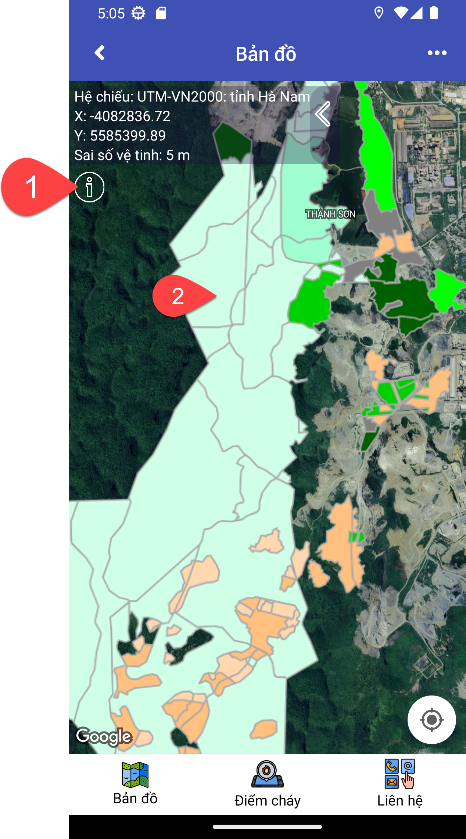 5:05
Bản đồ
Hệ chiếu: UTM-VN2000: tỉnh Hà Nam
X: -4082836.72
Y: 5585399.89
Sai số vệ tinh: 5 m
1
THANH SƠN
2
Google
Bản đồ
Điểm cháy
Liên hệ